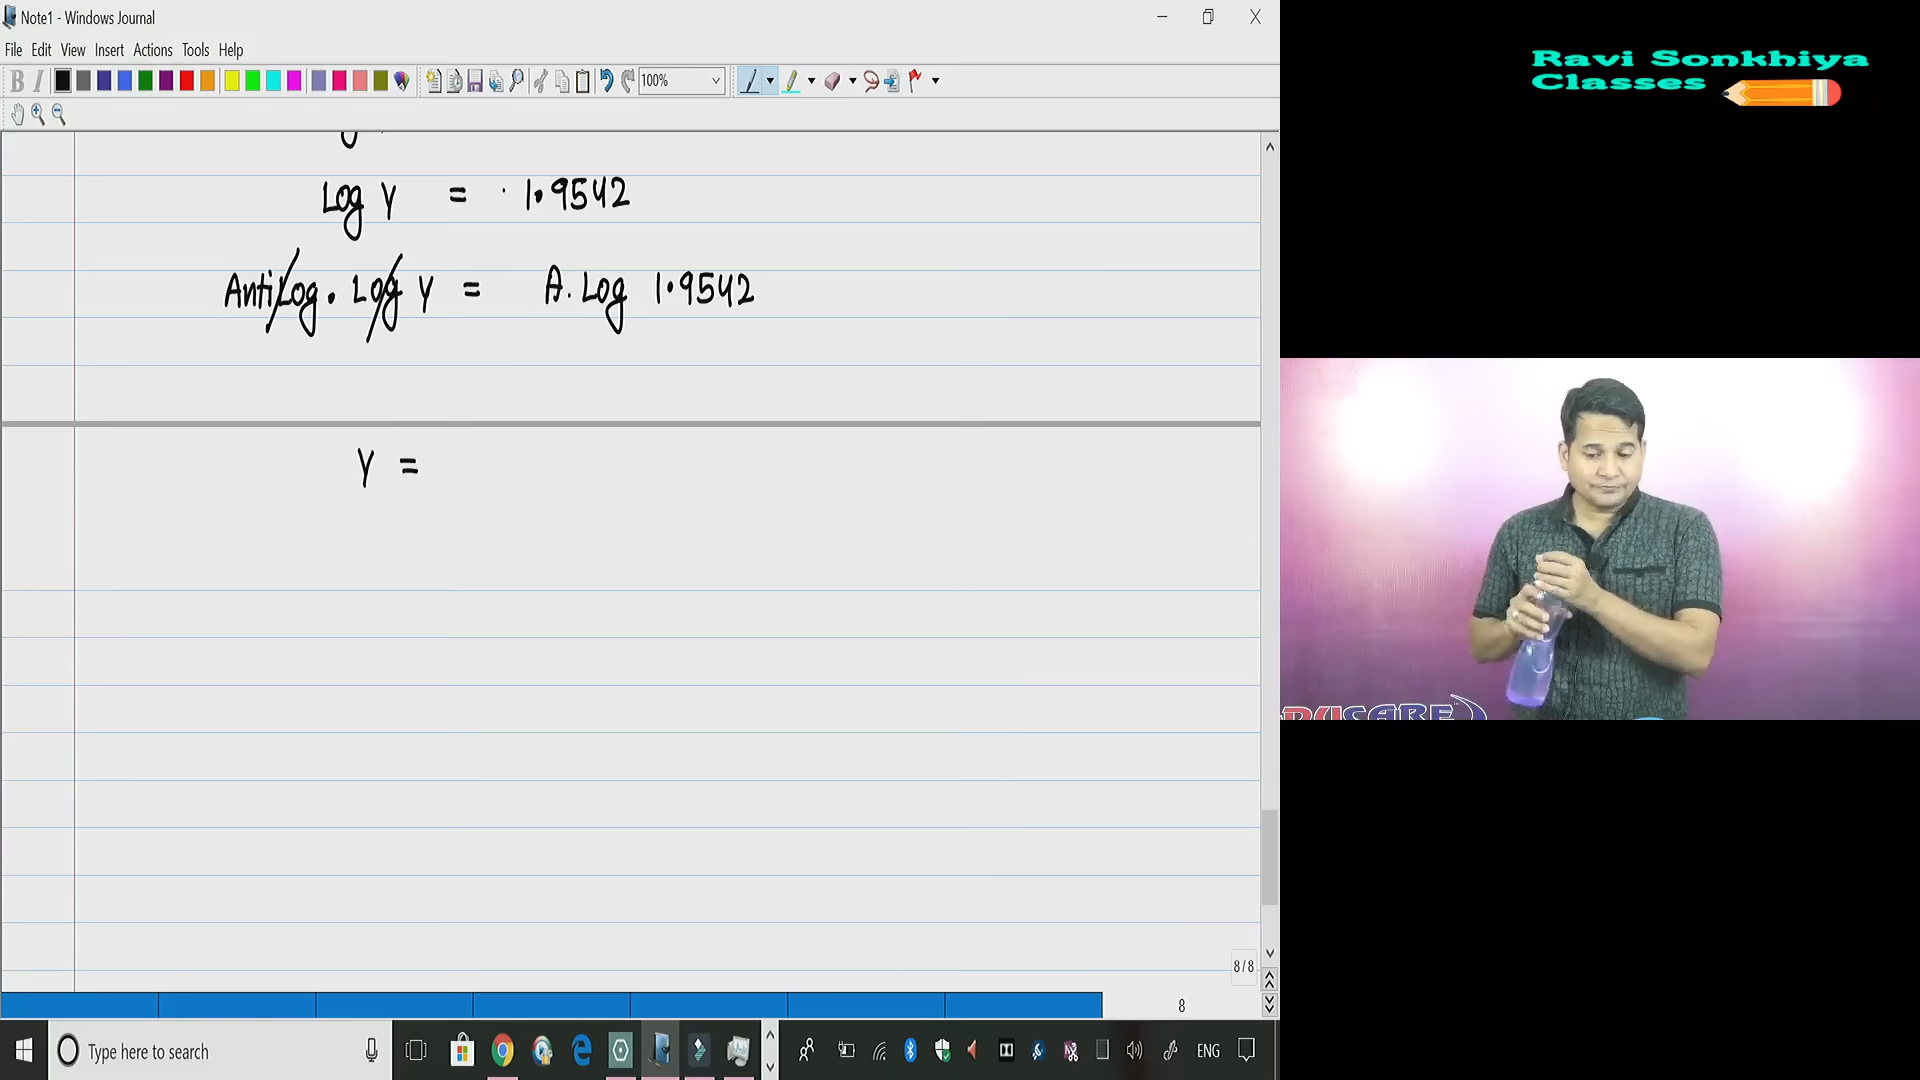 Note1 - Windows Journal
File Edit View Insert Actions Tools Help
B I 100%
Log Y = 1.9542
AntiLog. Log Y = A. Log 1.9542
Y =
8/8
8
Type here to search
ENG
Ravi Sonkhiya
Classes